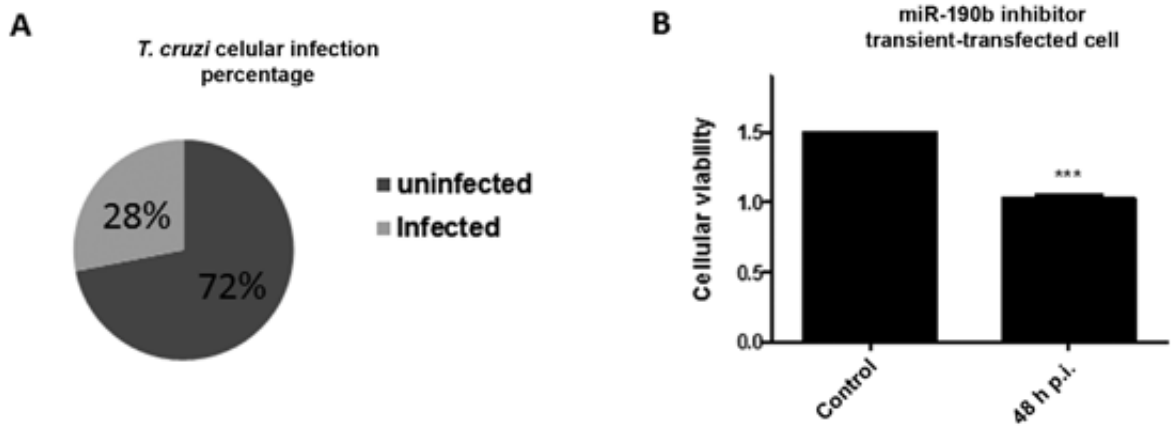 A
T. cruzi cellular infection
percentage
28%
72%
uninfected
Infected
B
miR-190b inhibitor
transient-transfected cell
Cellular viability
1.5
1.0
0.5
0.0
***
Control
48 h p.i.